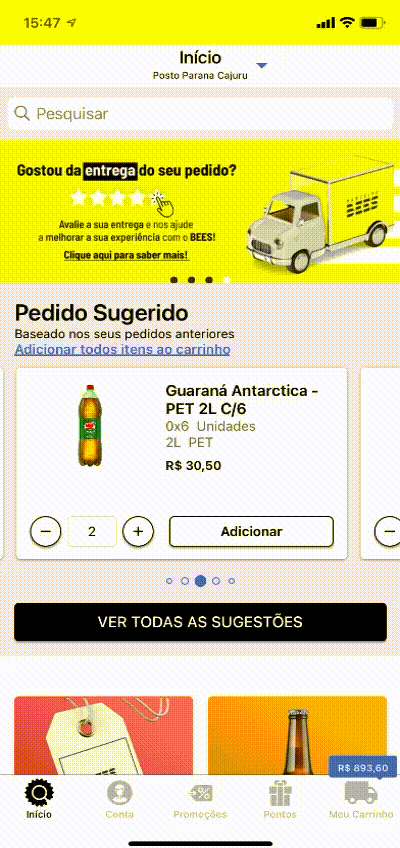 15:47
Início
Posto Parana Cajuru
Pesquisar
Gostou da entrega do seu pedido?
Avalie a sua entrega e nos ajude
a melhorar a sua experiência com o BEES!
Clique aqui para saber mais!
Pedido Sugerido
Baseado nos seus pedidos anteriores
Adicionar todos itens ao carrinho
Guaraná Antarctica -
PET 2L C/6
0x6 Unidades
2L PET
R$ 30,50
− 2 + Adicionar
VER TODAS AS SUGESTÕES
R$ 893,60
Início Conta Promoções Pontos Meu Carrinho